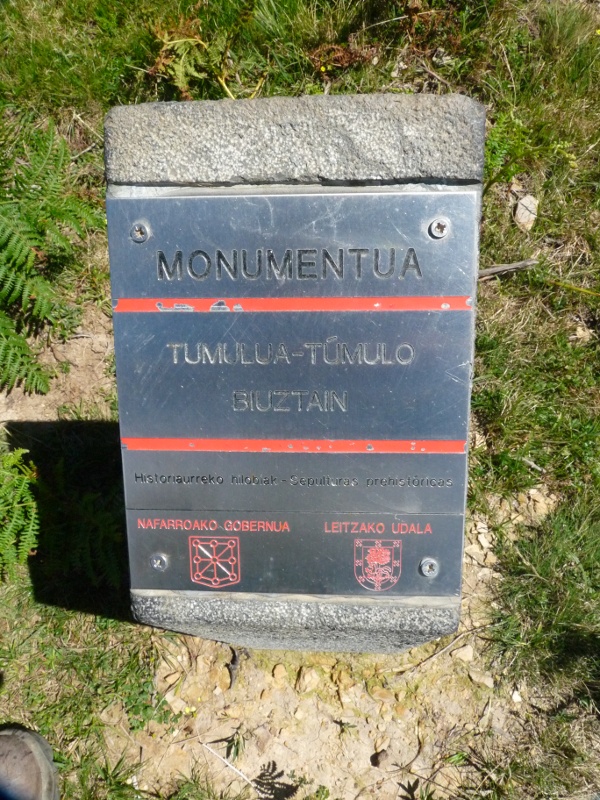 MONUMENTUA
TUMULUA-TÚMULO
BIUZTAIN
Historiaurreko hilobiak - Sepulturas prehistóricas
NAFARROAKO GOBERNUA LEITZAKO UDALA